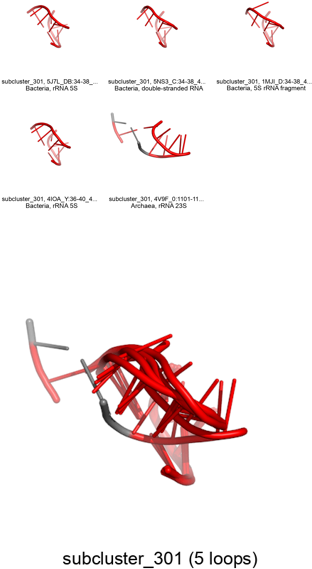 subcluster_301, 5J7L_DB:34-38_...
Bacteria, rRNA 5S
subcluster_301, 5NS3_C:34-38_4...
Bacteria, double-stranded RNA
subcluster_301, 1MJI_D:34-38_4...
Bacteria, 5S rRNA fragment
subcluster_301, 4IOA_Y:36-40_4...
Bacteria, rRNA 5S
subcluster_301, 4V9F_0:1101-11...
Archaea, rRNA 23S
subcluster_301 (5 loops)